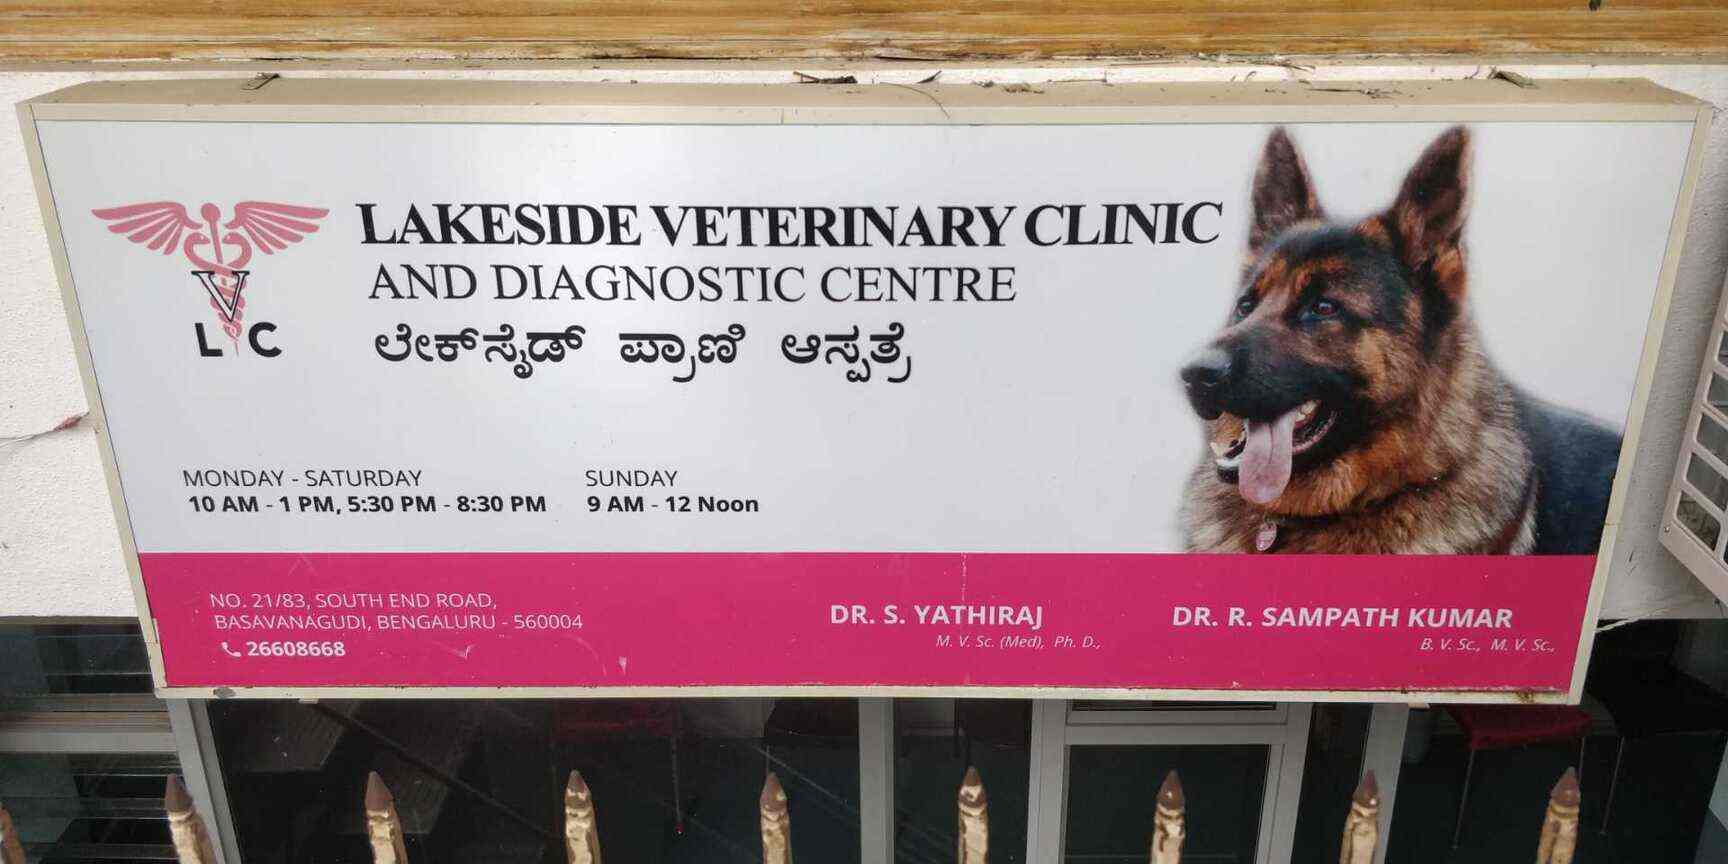 LAKESIDE VETERINARY CLINIC
AND DIAGNOSTIC CENTRE
ಲೇಕ್‌ಸೈಡ್ ಪ್ರಾಣಿ ಆಸ್ಪತ್ರೆ
V
L C
MONDAY - SATURDAY
10 AM - 1 PM, 5:30 PM - 8:30 PM
SUNDAY
9 AM - 12 Noon
NO. 21/83, SOUTH END ROAD,
BASAVANAGUDI, BENGALURU - 560004
26608668
DR. S. YATHIRAJ
M. V. Sc. (Med), Ph. D.,
DR. R. SAMPATH KUMAR
B. V. Sc., M. V. Sc.,